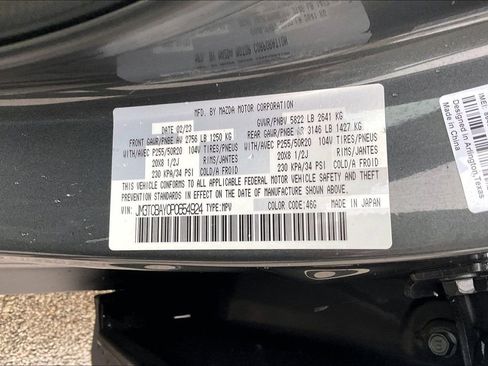 MFD. BY MAZDA MOTOR CORPORATION
DATE 02/23 GVWR/PNBV 5822 LB 2641 KG
FRONT GAWR/PNBE AV 2756 LB 1250 KG REAR GAWR/PNBE AR 3146 LB 1427 KG
WITH/AVEC P255/50R20 104V TIRES/PNEUS WITH/AVEC P255/50R20 104V TIRES/PNEUS
20X8 1/2J RIMS/JANTES 20X8 1/2J RIMS/JANTES
230 KPA/34 PSI COLD/A FROID 230 KPA/34 PSI COLD/A FROID
THIS VEHICLE CONFORMS TO ALL APPLICABLE FEDERAL MOTOR VEHICLE SAFETY AND THEFT
PREVENTION STANDARDS IN EFFECT ON THE DATE OF MANUFACTURE SHOWN ABOVE.
VIN: JM3TCBAY0P0654924 TYPE:MPV COLOR CODE:46G MADE IN JAPAN
IMEI:
Designed in Arlington,Texas
Made in China